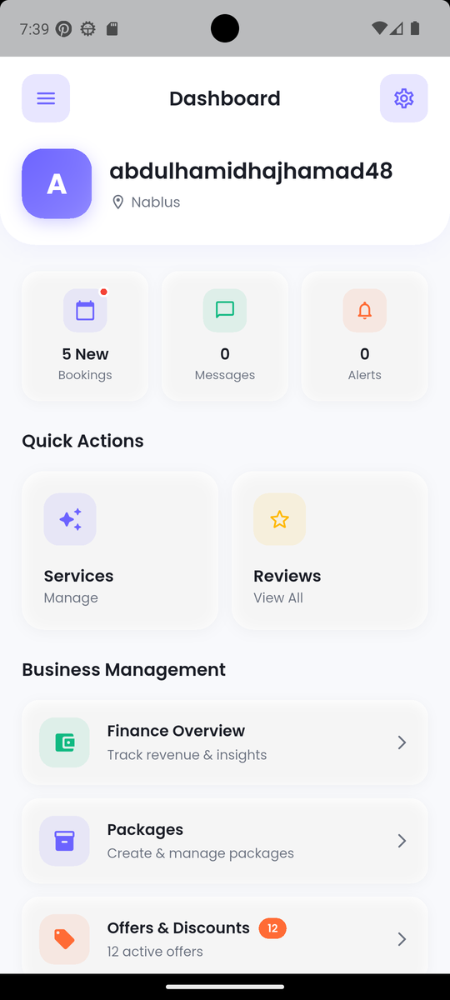 7:39
Dashboard
A
abdulhamidhajhamad48
Nablus
5 New
Bookings
0
Messages
0
Alerts
Quick Actions
Services
Manage
Reviews
View All
Business Management
Finance Overview
Track revenue & insights
Packages
Create & manage packages
Offers & Discounts 12
12 active offers